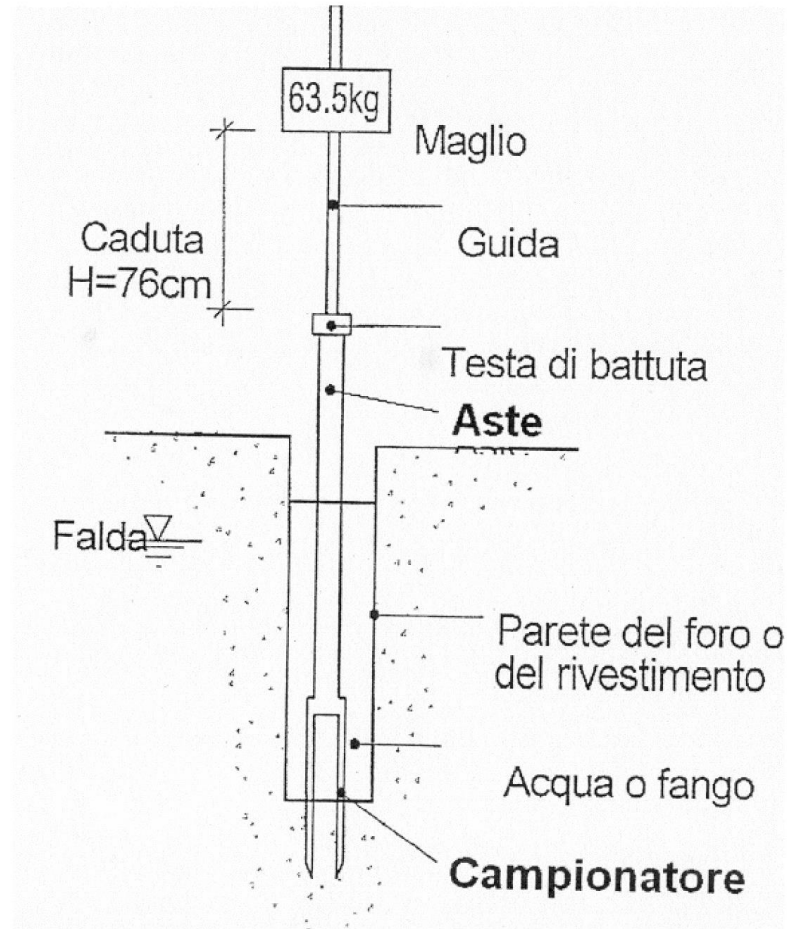 63.5kg
Maglio
Caduta
H=76cm
Guida
Testa di battuta
Aste
Falda
Parete del foro o
del rivestimento
Acqua o fango
Campionatore